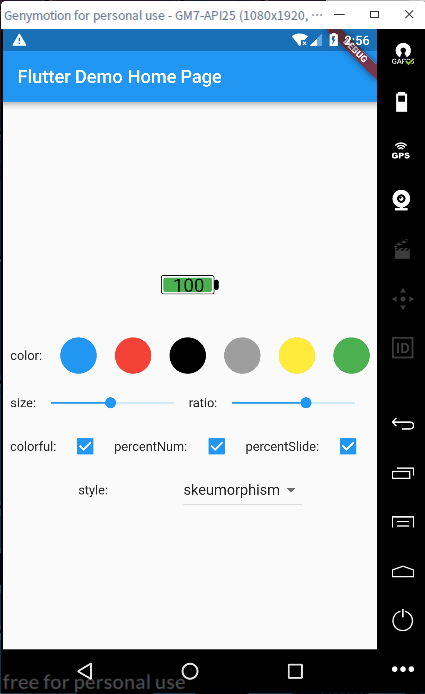 Genymotion for personal use - GM7-API25 (1080x1920, ···
2:56
DEBUG
Flutter Demo Home Page
GAPPS
GPS
100
color:
ID
size:
ratio:
colorful:
percentNum:
percentSlide:
style:
skeumorphism
free for personal use